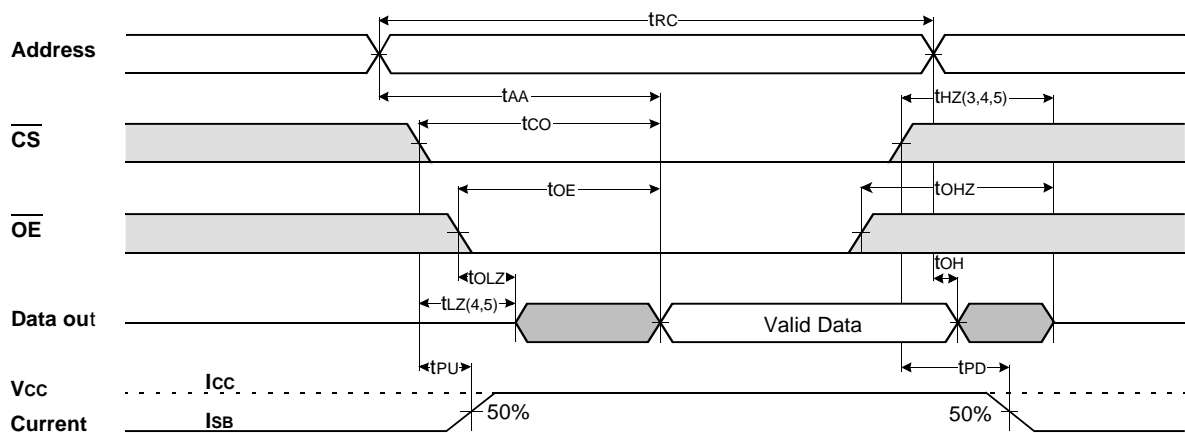 tRC
Address
tAA
tHZ(3,4,5)
CS
tCO
tOE
tOHZ
OE
tOLZ
tOH
tLZ(4,5)
Data out
Valid Data
tPU
tPD
VCC
ICC
50%
50%
Current
ISB